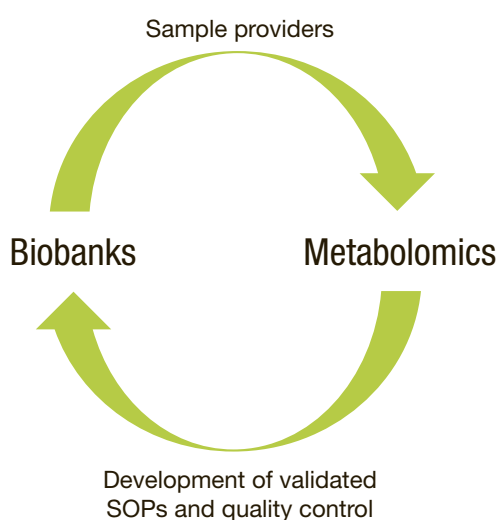 Sample providers
Biobanks
Metabolomics
Development of validated
SOPs and quality control